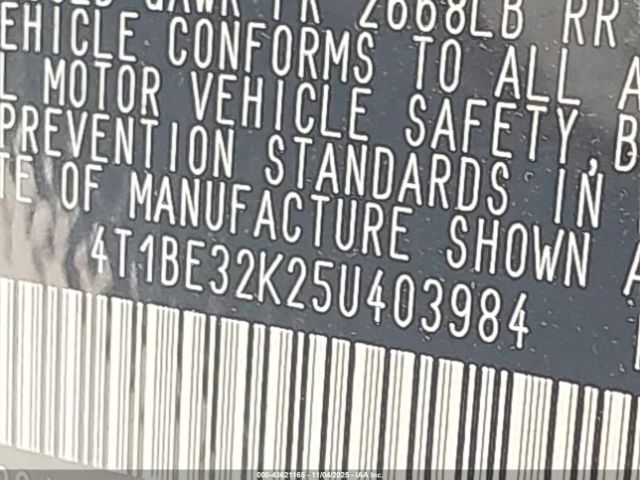 GAWR FR 2668LB RR
EHICLE CONFORMS TO ALL A
L MOTOR VEHICLE SAFETY, B
PREVENTION STANDARDS IN
TE OF MANUFACTURE SHOWN A
4T1BE32K25U403984
000-43621165 - 11/04/2025 - IAA Inc.